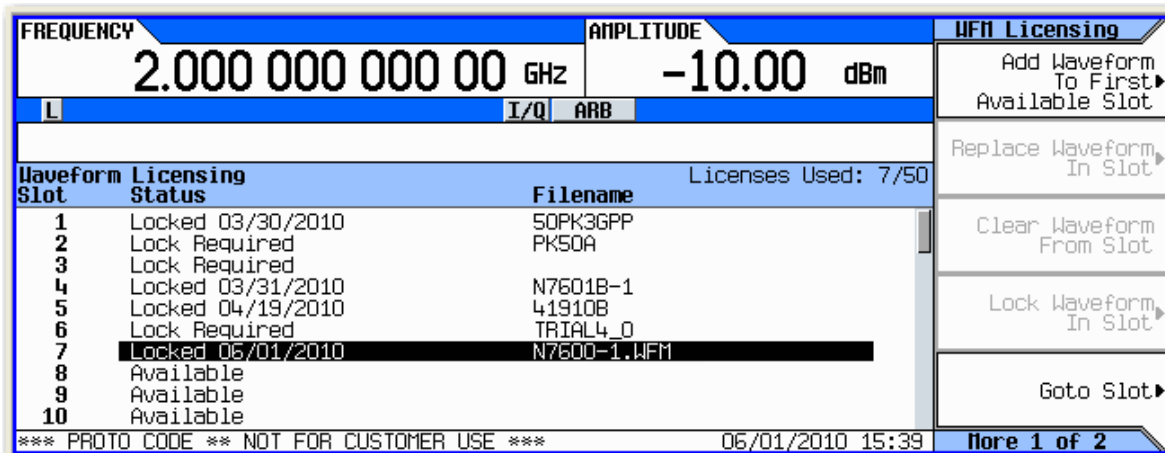 FREQUENCY
AMPLITUDE
WFM Licensing
2.000 000 000 00 GHz
-10.00 dBm
L
I/Q
ARB
Add Waveform
To First
Available Slot
Replace Waveform
In Slot
Clear Waveform
From Slot
Lock Waveform
In Slot
Goto Slot
More 1 of 2
Waveform Licensing
Licenses Used: 7/50
Slot Status Filename
1 Locked 03/30/2010 50PK3GPP
2 Lock Required PK50A
3 Lock Required
4 Locked 03/31/2010 N7601B-1
5 Locked 04/19/2010 41910B
6 Lock Required TRIAL4_0
7 Locked 06/01/2010 N7600-1.WFM
8 Available
9 Available
10 Available
*** PROTO CODE ** NOT FOR CUSTOMER USE ***
06/01/2010 15:39